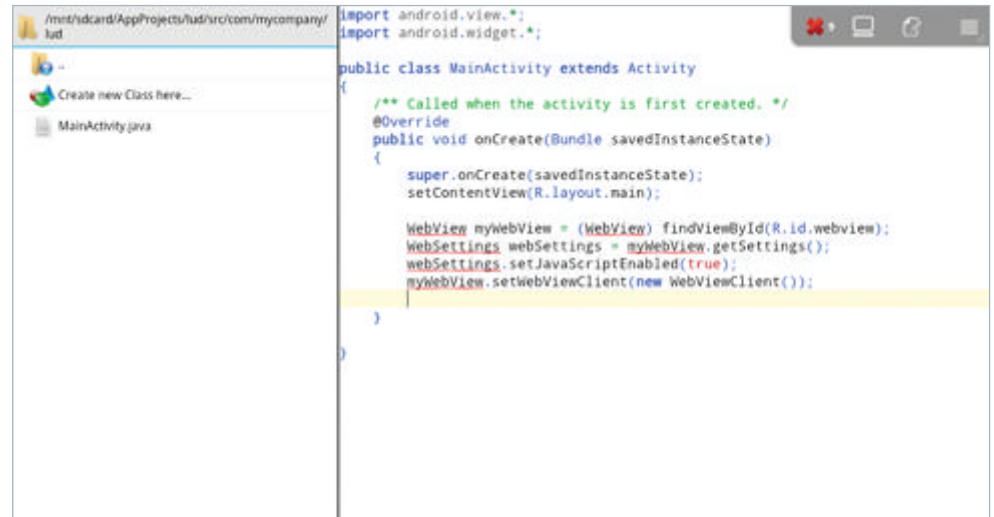 /mnt/sdcard/AppProjects/lud/src/com/mycompany/
lud
..
Create new Class here...
MainActivity.java
import android.view.*;
import android.widget.*;
public class MainActivity extends Activity
{
/** Called when the activity is first created. */
@Override
public void onCreate(Bundle savedInstanceState)
{
super.onCreate(savedInstanceState);
setContentView(R.layout.main);
WebView myWebView = (WebView) findViewById(R.id.webview);
WebSettings webSettings = myWebView.getSettings();
webSettings.setJavaScriptEnabled(true);
myWebView.setWebViewClient(new WebViewClient());
}
}